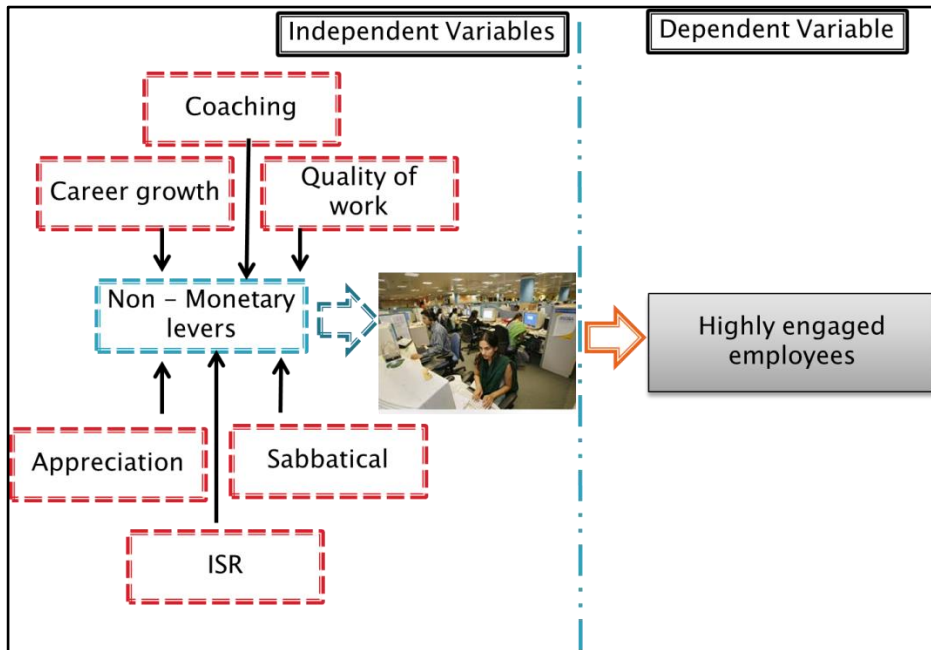 Independent Variables
Dependent Variable
Coaching
Career growth
Quality of
work
Non – Monetary
levers
Highly engaged
employees
Appreciation
Sabbatical
ISR